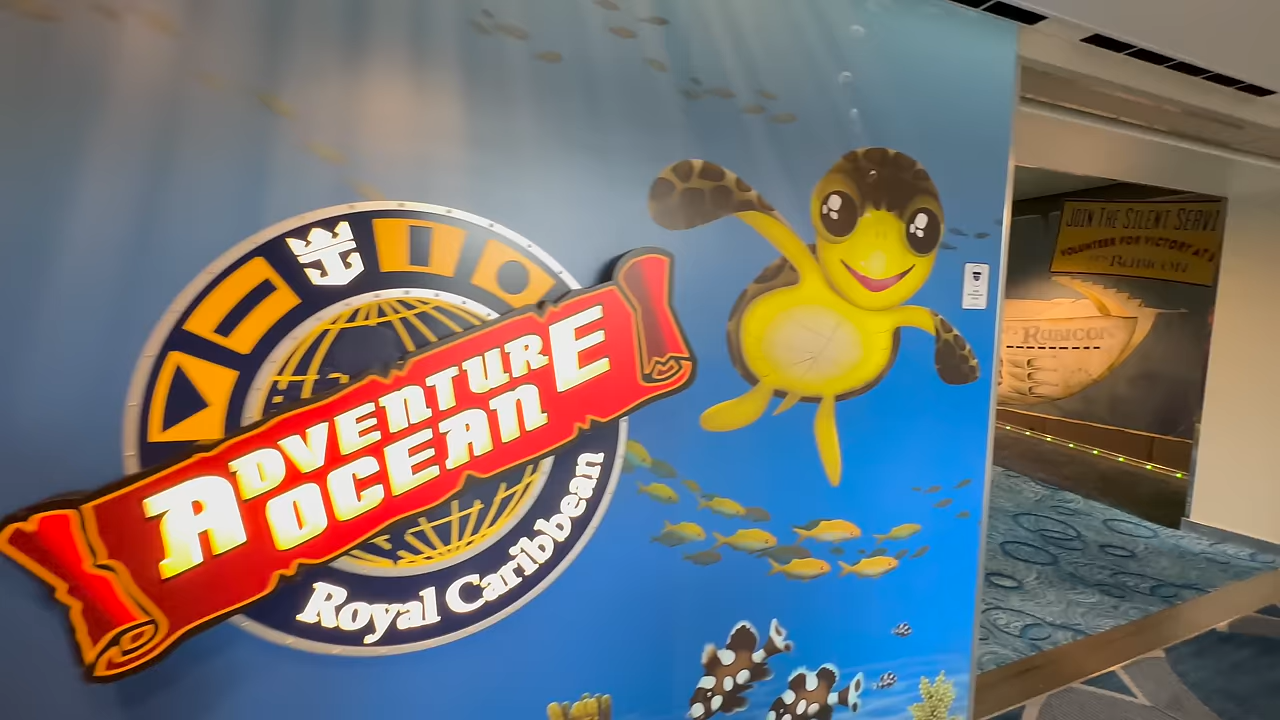 ADVENTURE
OCEAN
Royal Caribbean
JOIN THE SILENT SERVI
VOLUNTEER FOR VICTORY AT
RUBICON
RUBICON